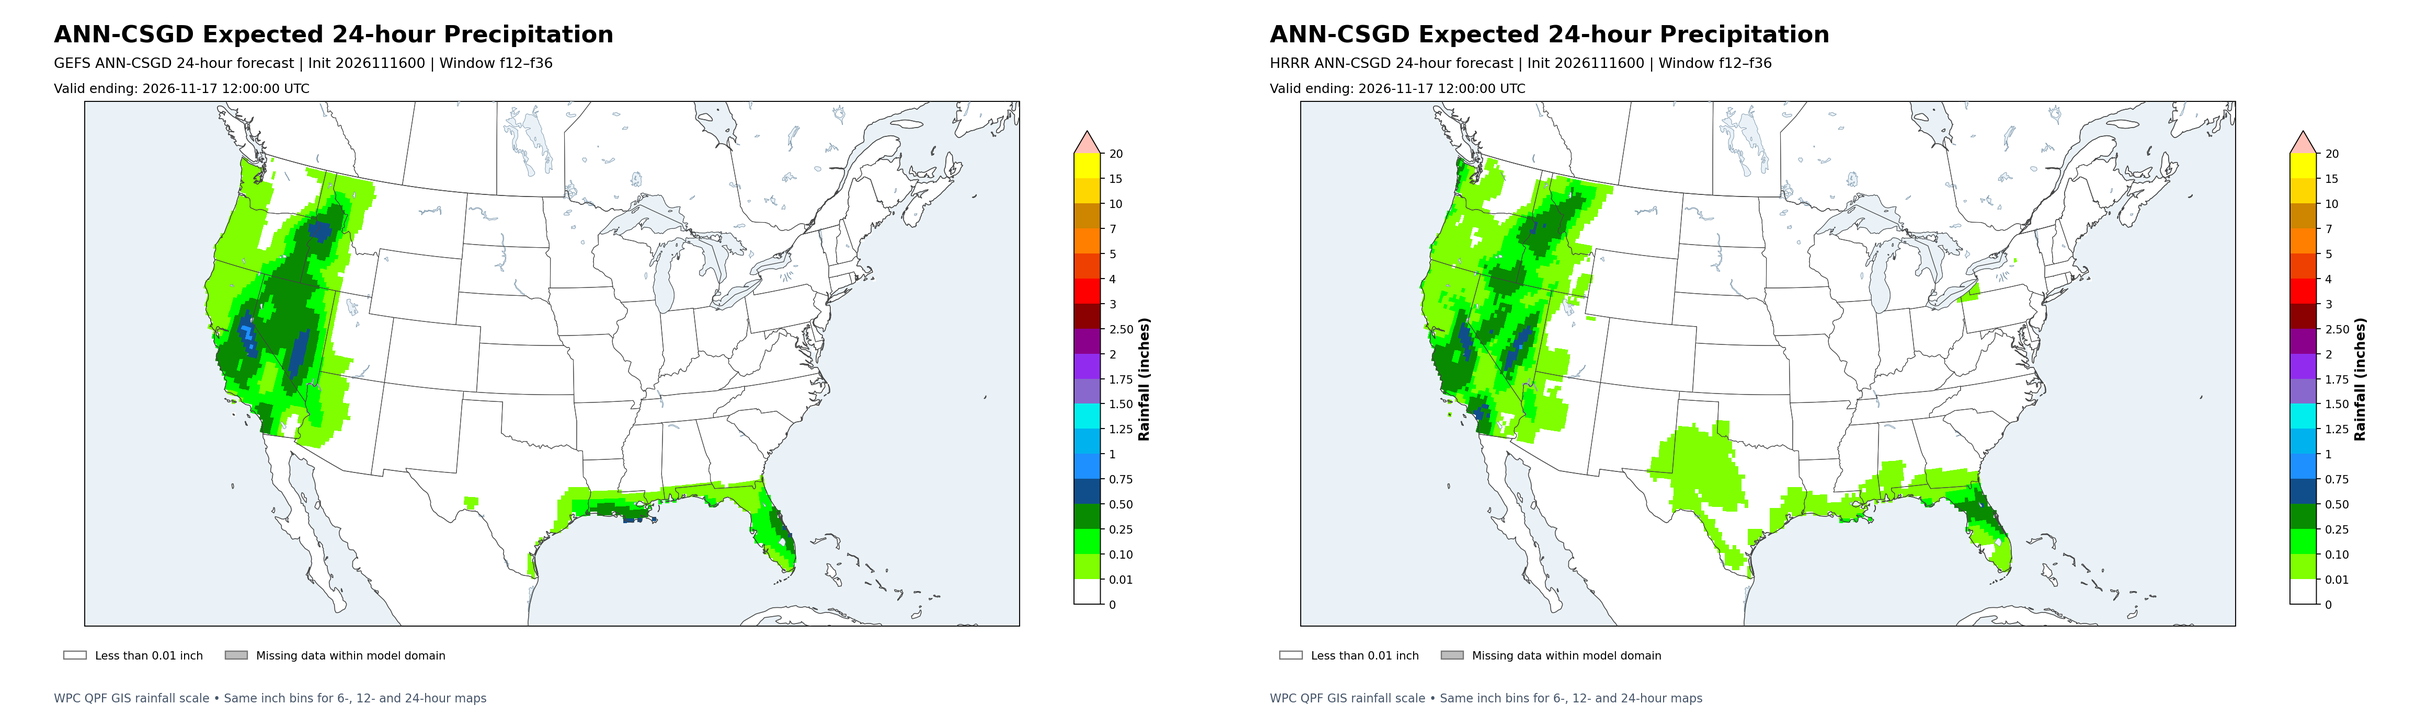 ANN-CSGD Expected 24-hour Precipitation
GEFS ANN-CSGD 24-hour forecast | Init 2026111600 | Window f12–f36
Valid ending: 2026-11-17 12:00:00 UTC
20
15
10
7
5
4
3
2.50
2
1.75
1.50
1.25
1
0.75
0.50
0.25
0.10
0.01
0
Rainfall (inches)
Less than 0.01 inch
Missing data within model domain
WPC QPF GIS rainfall scale • Same inch bins for 6-, 12- and 24-hour maps
ANN-CSGD Expected 24-hour Precipitation
HRRR ANN-CSGD 24-hour forecast | Init 2026111600 | Window f12–f36
Valid ending: 2026-11-17 12:00:00 UTC
20
15
10
7
5
4
3
2.50
2
1.75
1.50
1.25
1
0.75
0.50
0.25
0.10
0.01
0
Rainfall (inches)
Less than 0.01 inch
Missing data within model domain
WPC QPF GIS rainfall scale • Same inch bins for 6-, 12- and 24-hour maps